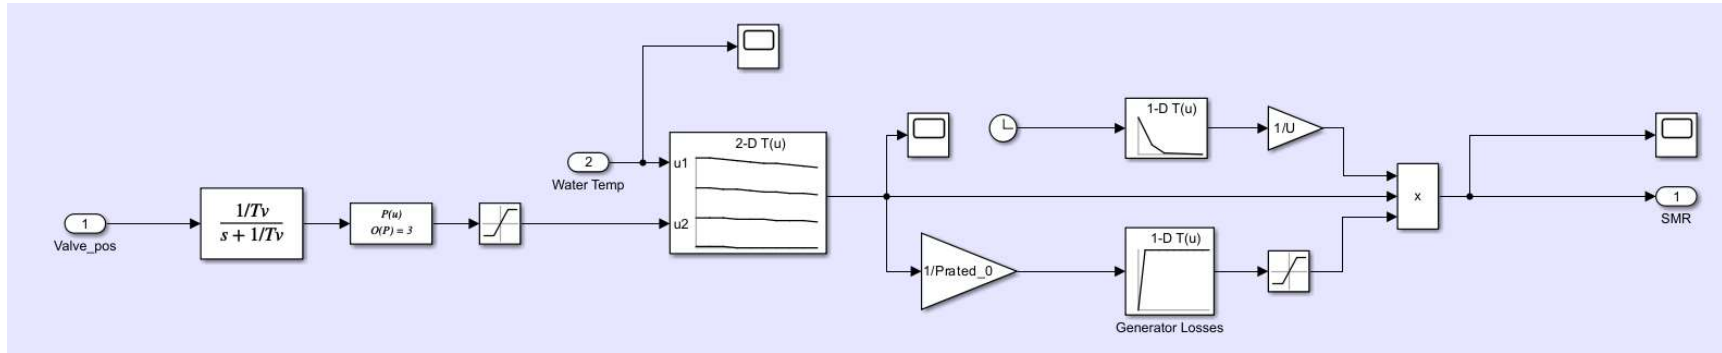 1
Valve_pos
1/Tv
s + 1/Tv
P(u)
O(P) = 3
2
Water Temp
2-D T(u)
u1
u2
1-D T(u)
1/U
1/Prated_0
1-D T(u)
Generator Losses
x
1
SMR